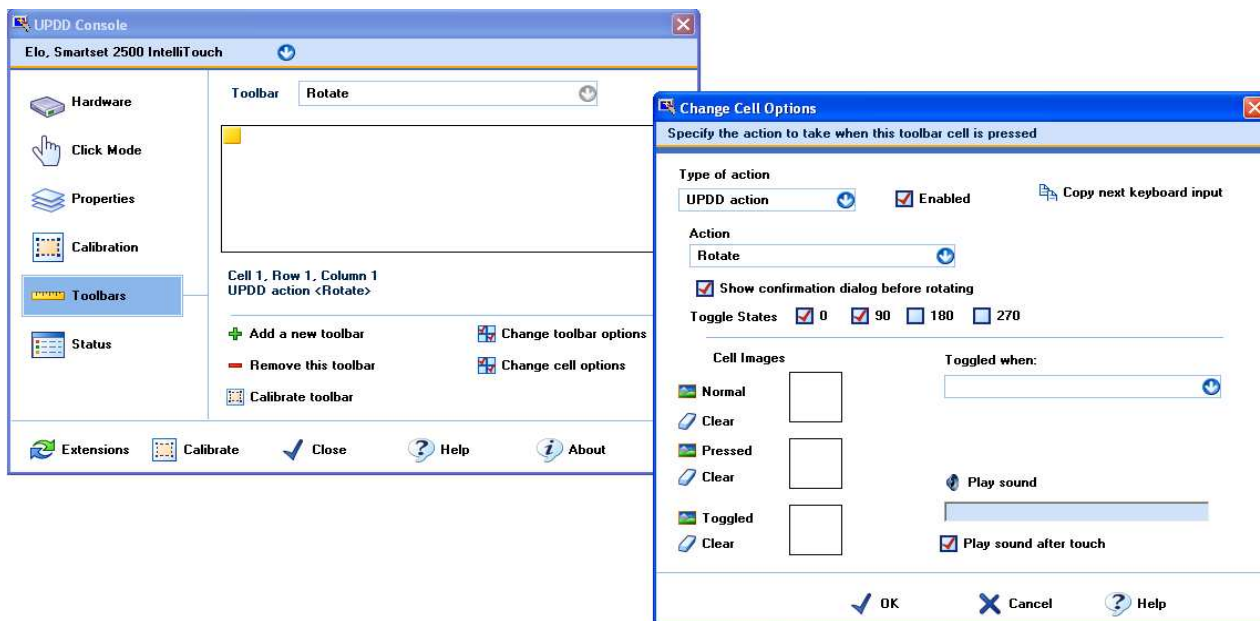 UPDD Console
Elo, Smartset 2500 IntelliTouch
Hardware
Click Mode
Properties
Calibration
Toolbars
Status
Toolbar Rotate
Cell 1, Row 1, Column 1
UPDD action <Rotate>
Add a new toolbar Change toolbar options
Remove this toolbar Change cell options
Calibrate toolbar
Extensions Calibrate Close Help About
Change Cell Options
Specify the action to take when this toolbar cell is pressed
Type of action
UPDD action Enabled Copy next keyboard input
Action
Rotate
Show confirmation dialog before rotating
Toggle States 0 90 180 270
Cell Images Toggled when:
Normal
Clear
Pressed
Clear Play sound
Toggled
Clear Play sound after touch
OK Cancel Help